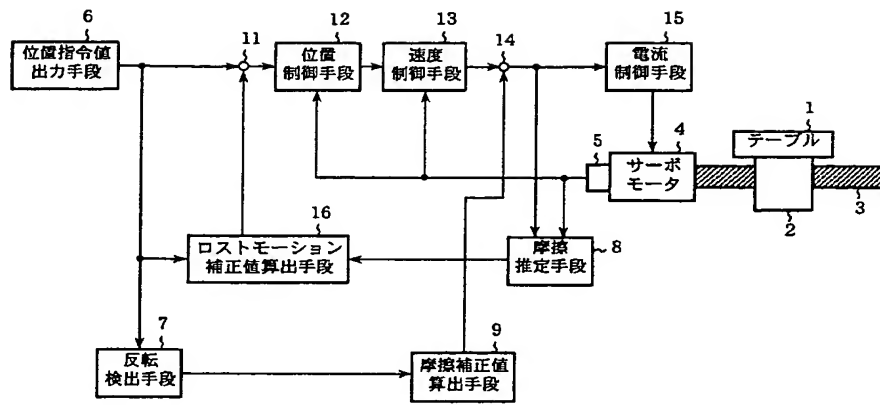 6
位置指令値
出力手段
11
12
位置
制御手段
13
速度
制御手段
14
15
電流
制御手段
1
テーブル
4
サーボ
モータ
5
2
3
16
ロストモーション
補正値算出手段
摩擦
推定手段
8
7
反転
検出手段
9
摩擦補正値
算出手段